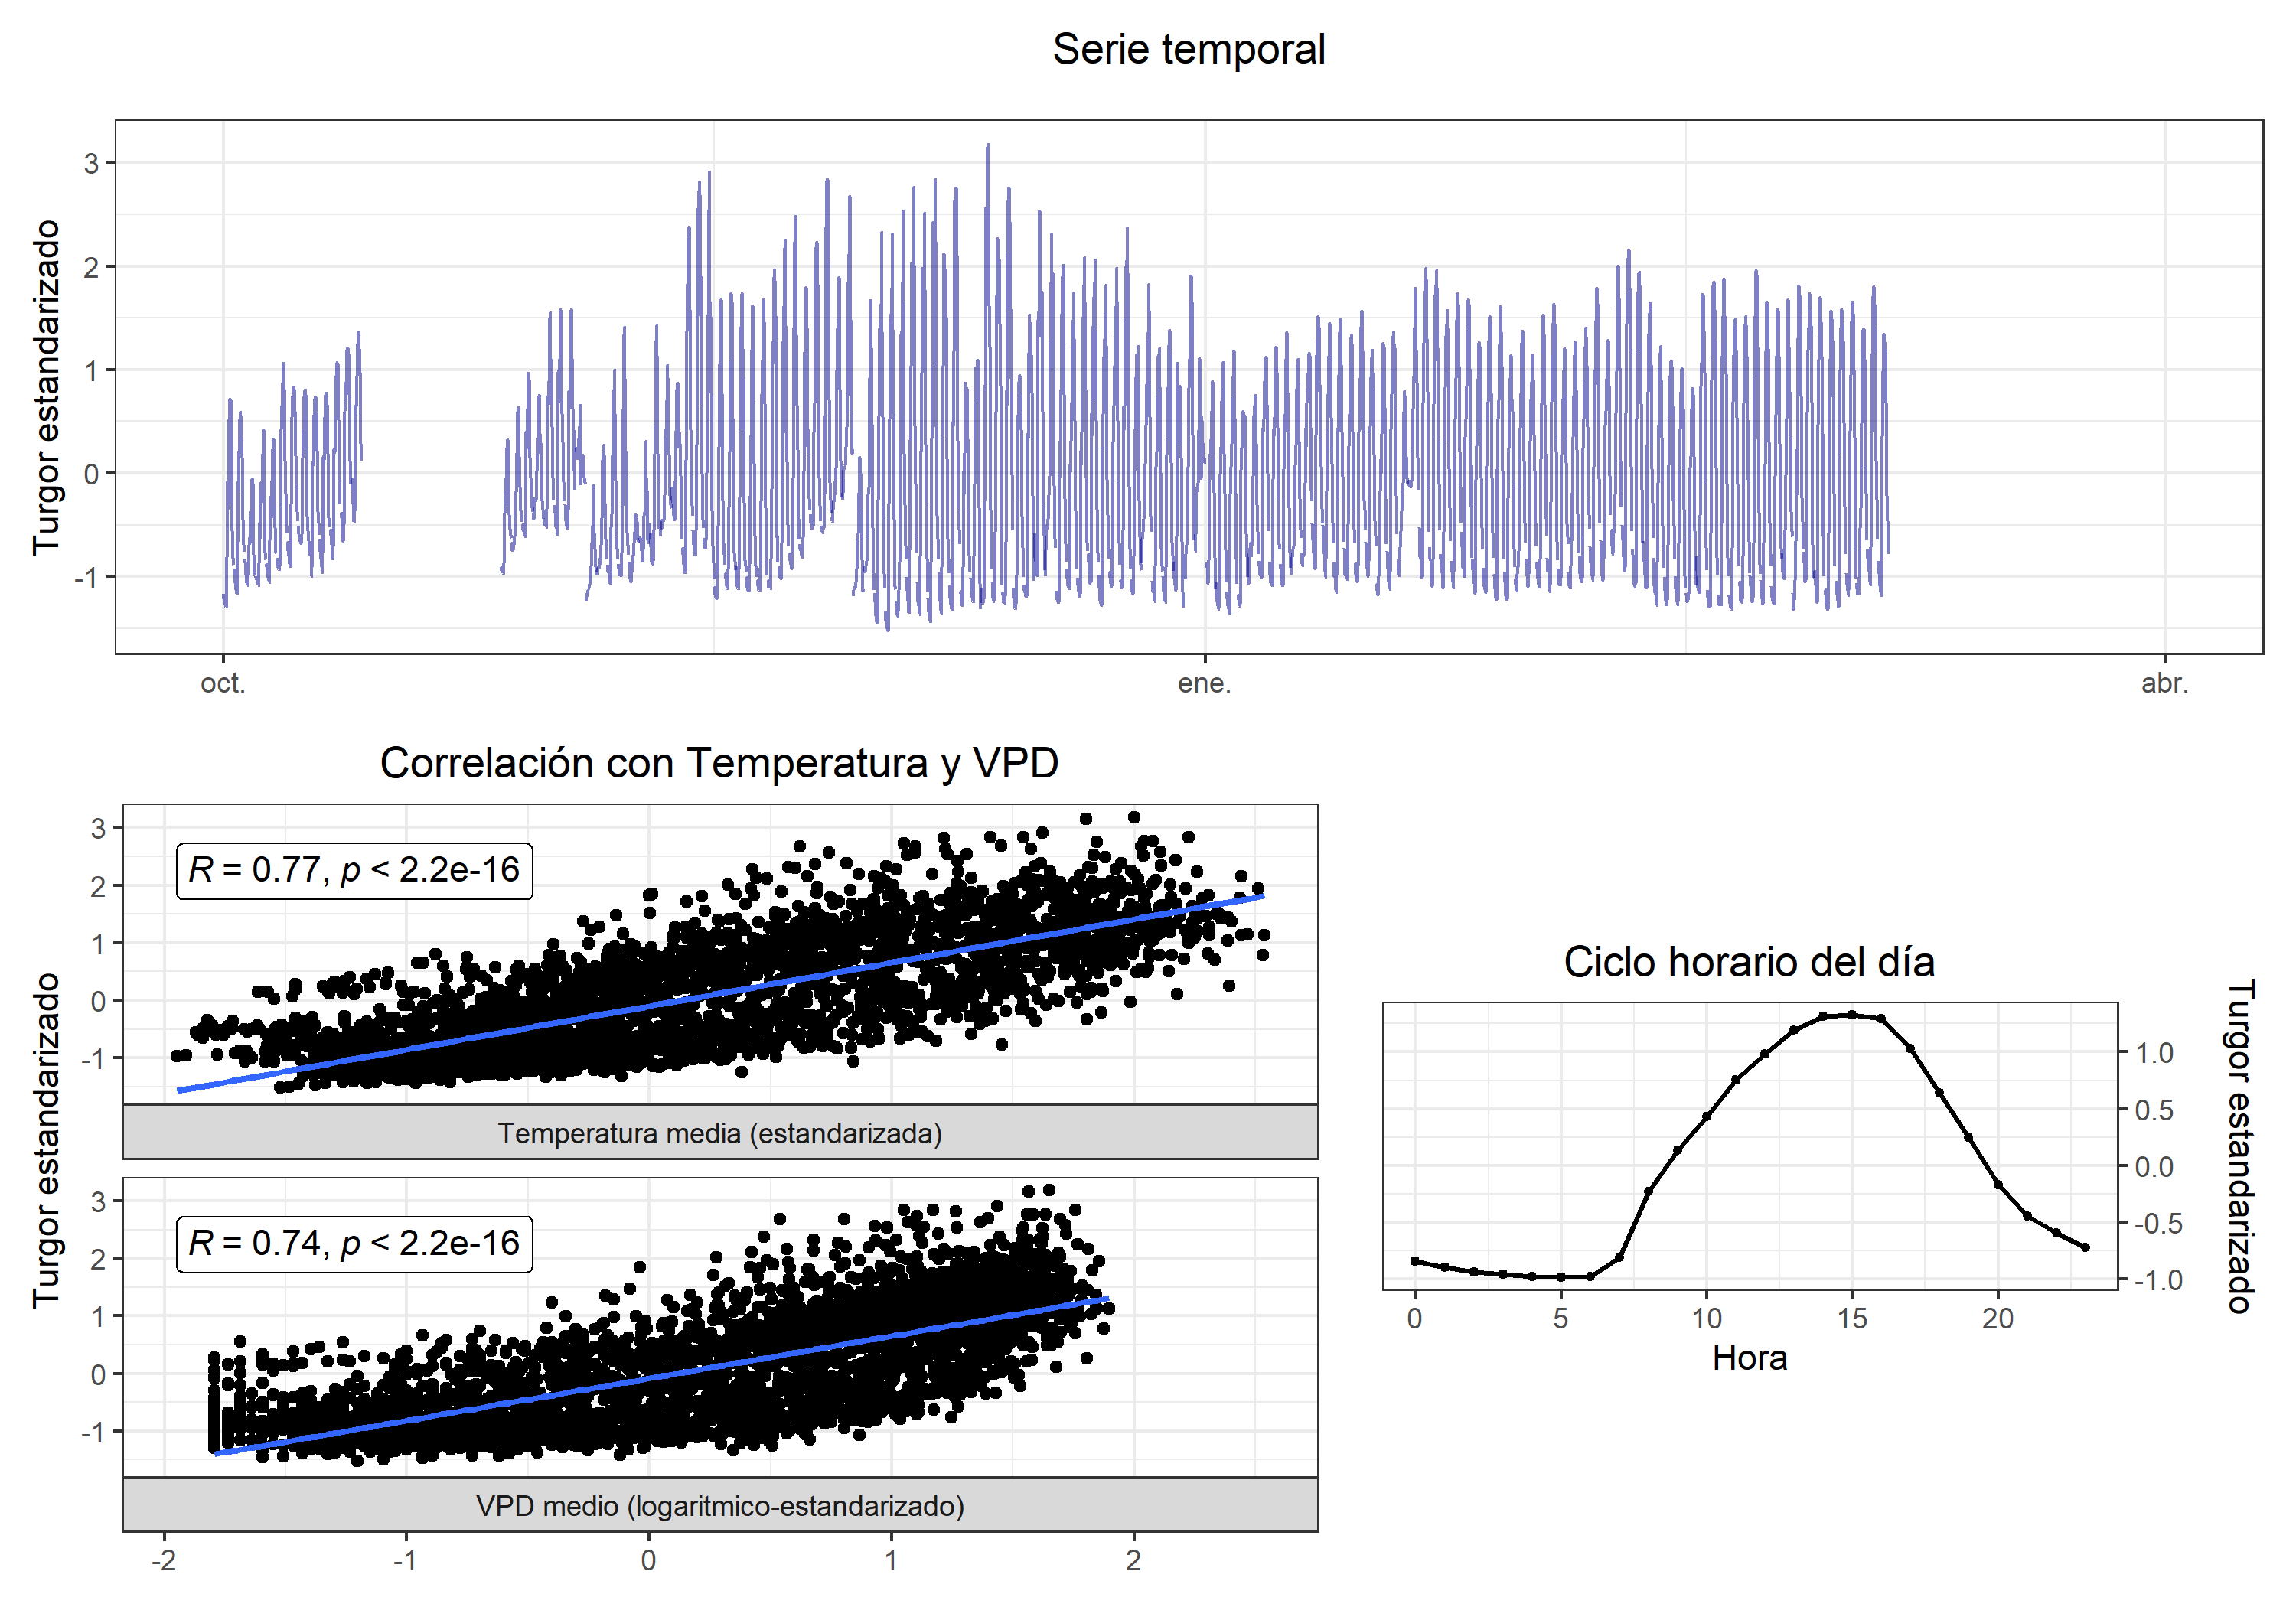 Serie temporal
Turgor estandarizado
3
2
1
0
-1
oct.
ene.
abr.
Correlación con Temperatura y VPD
Turgor estandarizado
3
2
1
0
-1
R = 0.77, p < 2.2e-16
Temperatura media (estandarizada)
3
2
1
0
-1
R = 0.74, p < 2.2e-16
VPD medio (logaritmico-estandarizado)
-2
-1
0
1
2
Ciclo horario del día
1.0
0.5
0.0
-0.5
-1.0
Turgor estandarizado
0
5
10
15
20
Hora